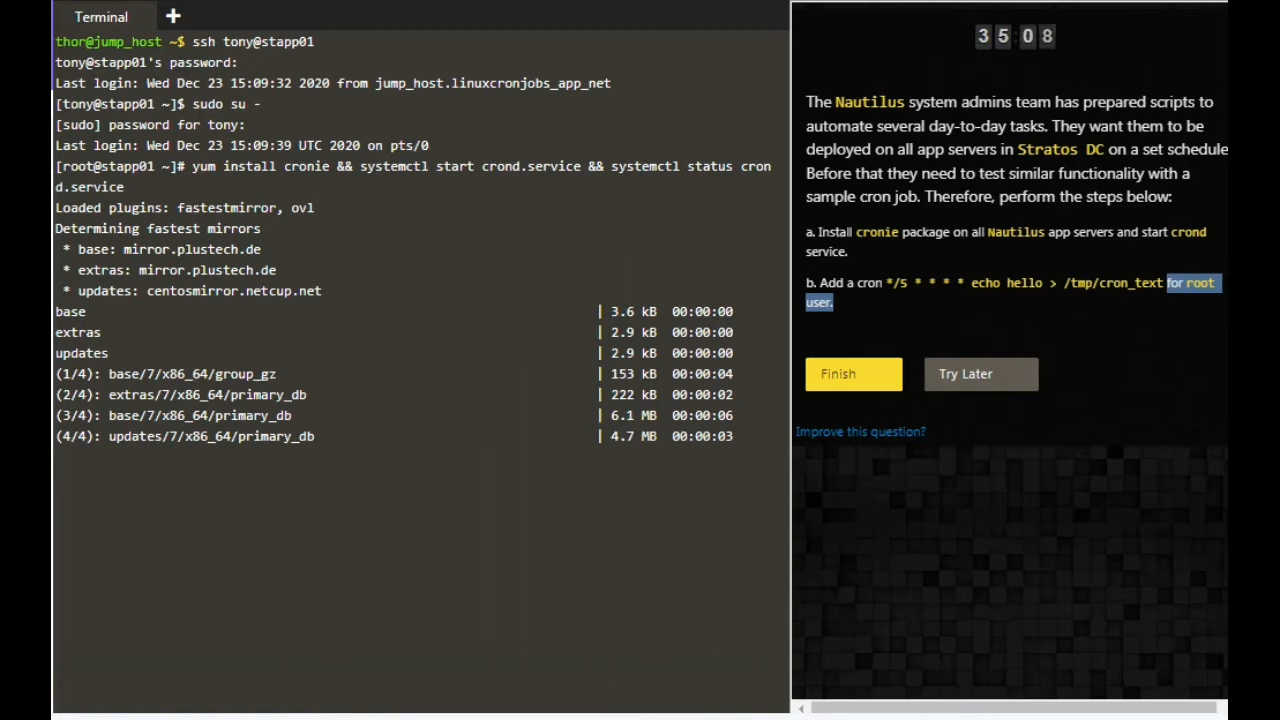 Terminal +
thor@jump_host ~$ ssh tony@stapp01
tony@stapp01's password:
Last login: Wed Dec 23 15:09:32 2020 from jump_host.linuxcronjobs_app_net
[tony@stapp01 ~]$ sudo su -
[sudo] password for tony:
Last login: Wed Dec 23 15:09:39 UTC 2020 on pts/0
[root@stapp01 ~]# yum install cronie && systemctl start crond.service && systemctl status cron
d.service
Loaded plugins: fastestmirror, ovl
Determining fastest mirrors
 * base: mirror.plustech.de
 * extras: mirror.plustech.de
 * updates: centosmirror.netcup.net
base | 3.6 kB 00:00:00
extras | 2.9 kB 00:00:00
updates | 2.9 kB 00:00:00
(1/4): base/7/x86_64/group_gz | 153 kB 00:00:04
(2/4): extras/7/x86_64/primary_db | 222 kB 00:00:02
(3/4): base/7/x86_64/primary_db | 6.1 MB 00:00:06
(4/4): updates/7/x86_64/primary_db | 4.7 MB 00:00:03
35:08
The Nautilus system admins team has prepared scripts to
automate several day-to-day tasks. They want them to be
deployed on all app servers in Stratos DC on a set schedule
Before that they need to test similar functionality with a
sample cron job. Therefore, perform the steps below:
a. Install cronie package on all Nautilus app servers and start crond
service.
b. Add a cron */5 * * * * echo hello > /tmp/cron_text for root
user.
Finish Try Later
Improve this question?